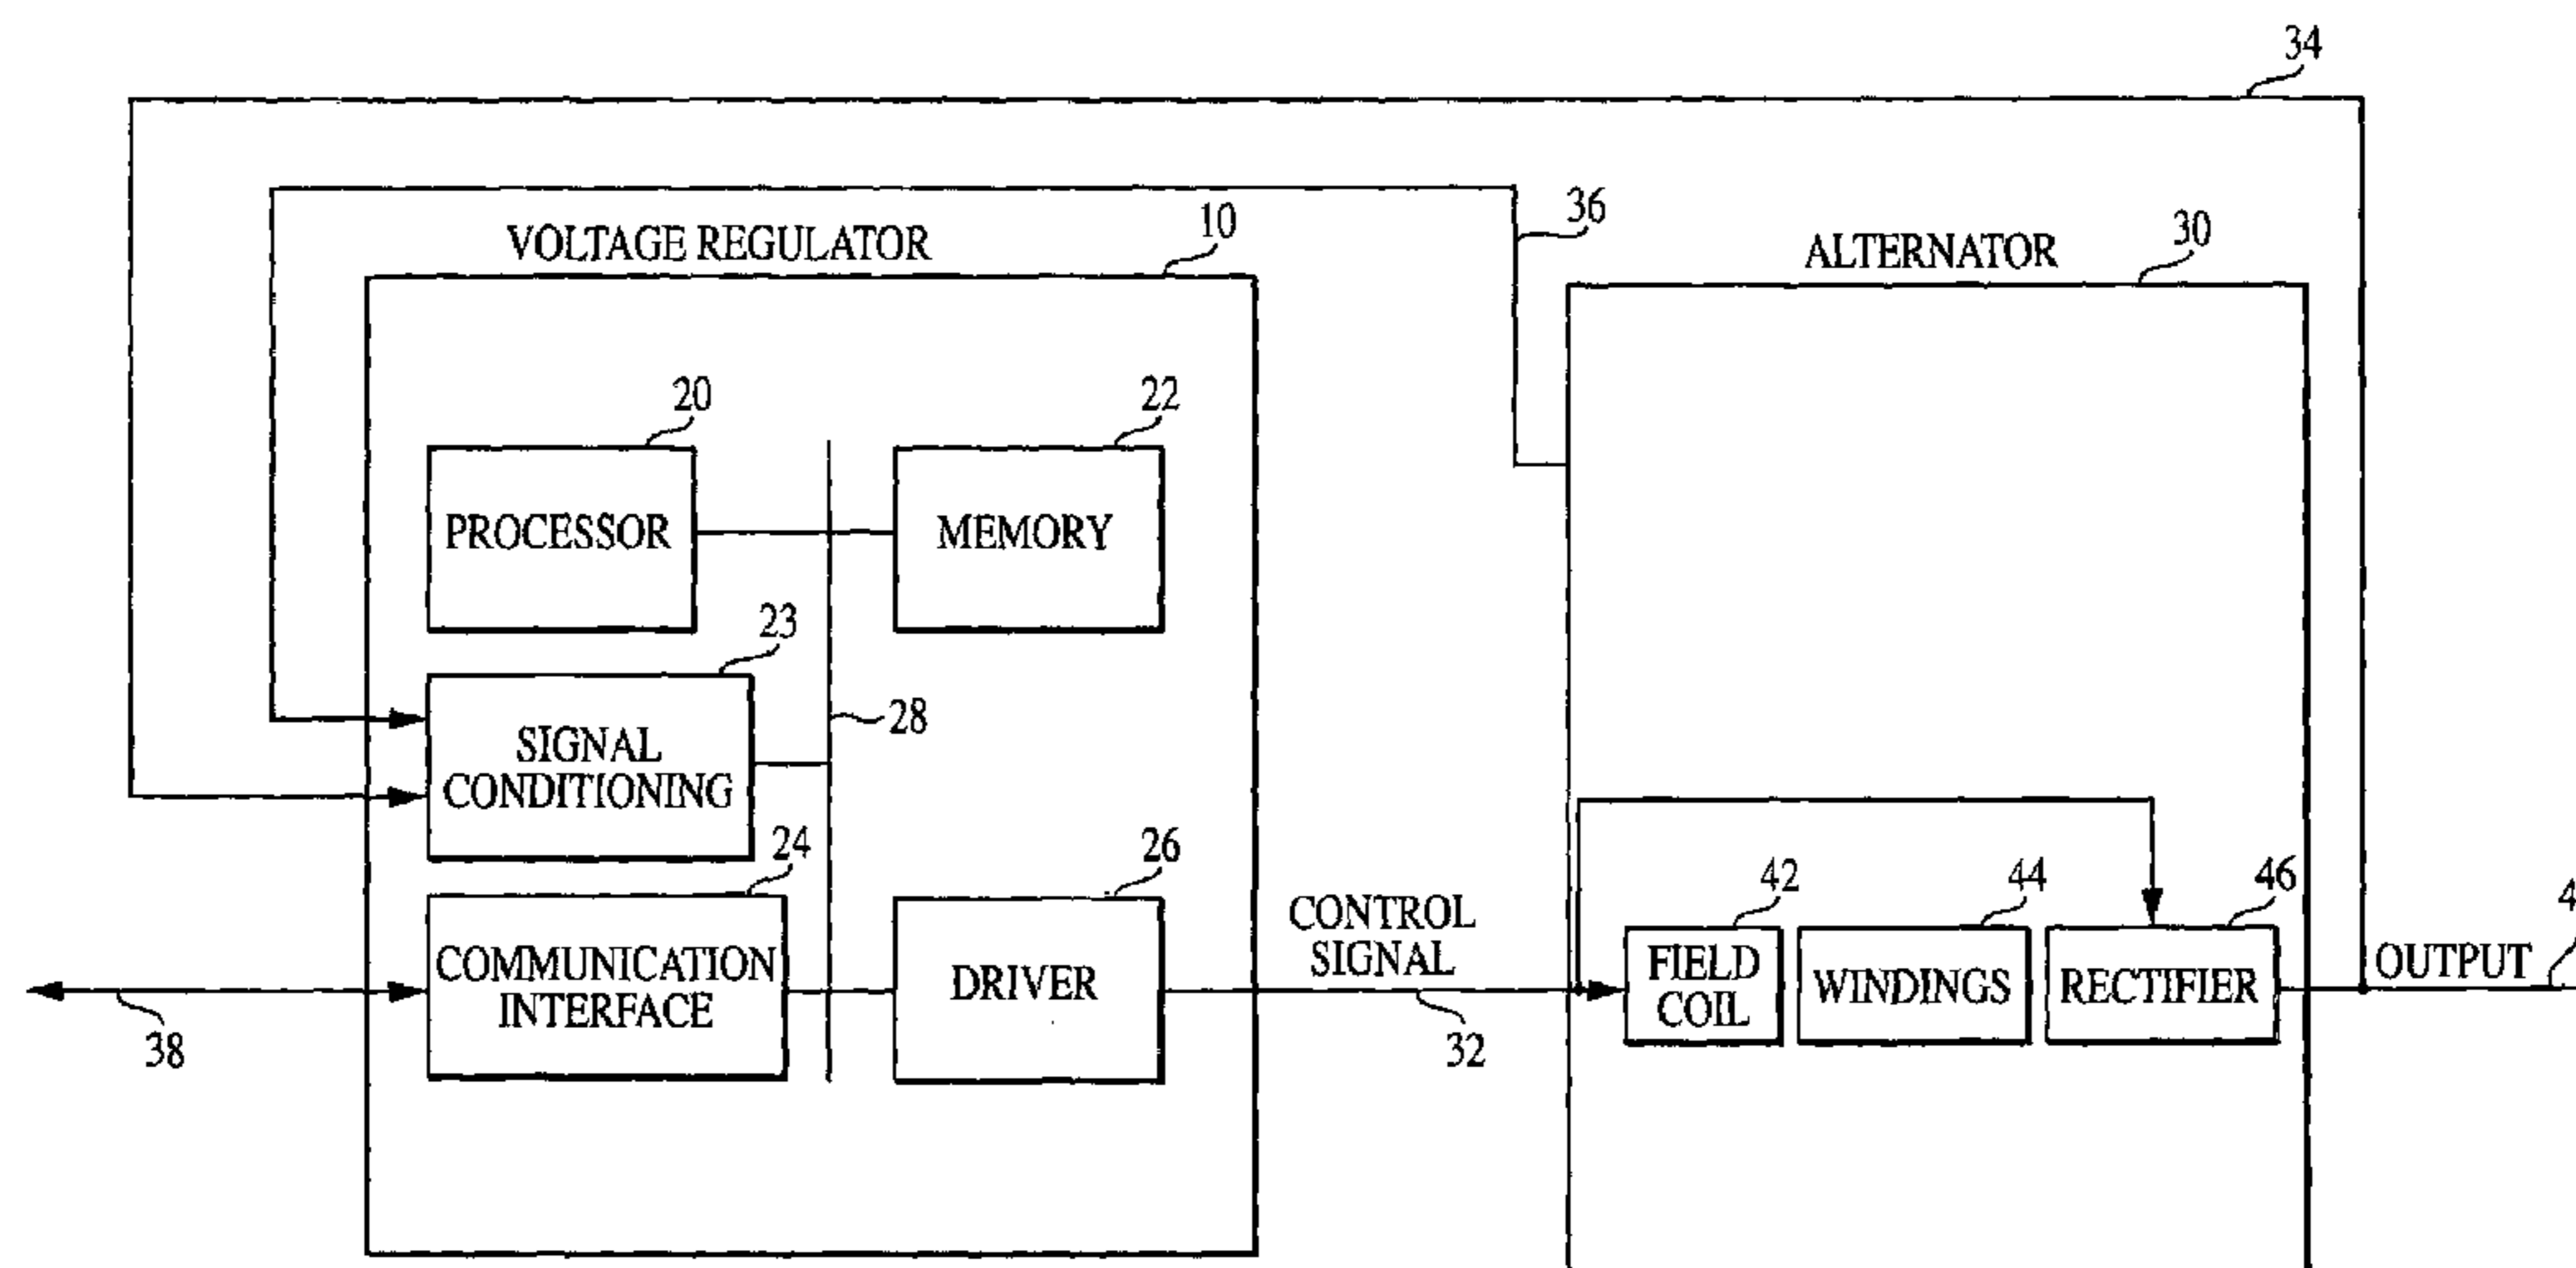 34
36
VOLTAGE REGULATOR
10
ALTERNATOR
30
20
22
PROCESSOR
MEMORY
23
28
SIGNAL
CONDITIONING
24
26
COMMUNICATION
INTERFACE
DRIVER
38
CONTROL
SIGNAL
32
42
44
46
FIELD
COIL
WINDINGS
RECTIFIER
OUTPUT